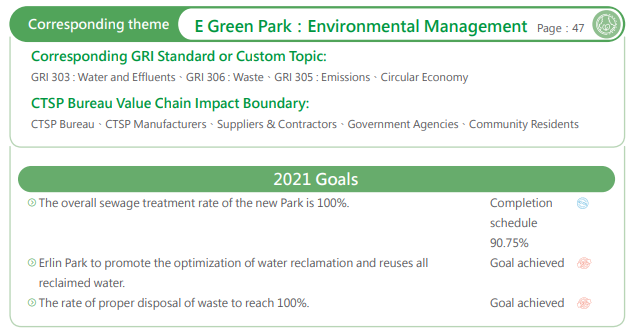 Corresponding theme E Green Park：Environmental Management Page : 47
Corresponding GRI Standard or Custom Topic:
GRI 303 : Water and Effluents、GRI 306 : Waste、GRI 305 : Emissions、Circular Economy
CTSP Bureau Value Chain Impact Boundary:
CTSP Bureau、CTSP Manufacturers、Suppliers & Contractors、Government Agencies、Community Residents
2021 Goals
The overall sewage treatment rate of the new Park is 100%. Completion
schedule
90.75%
Erlin Park to promote the optimization of water reclamation and reuses all Goal achieved
reclaimed water.
The rate of proper disposal of waste to reach 100%. Goal achieved